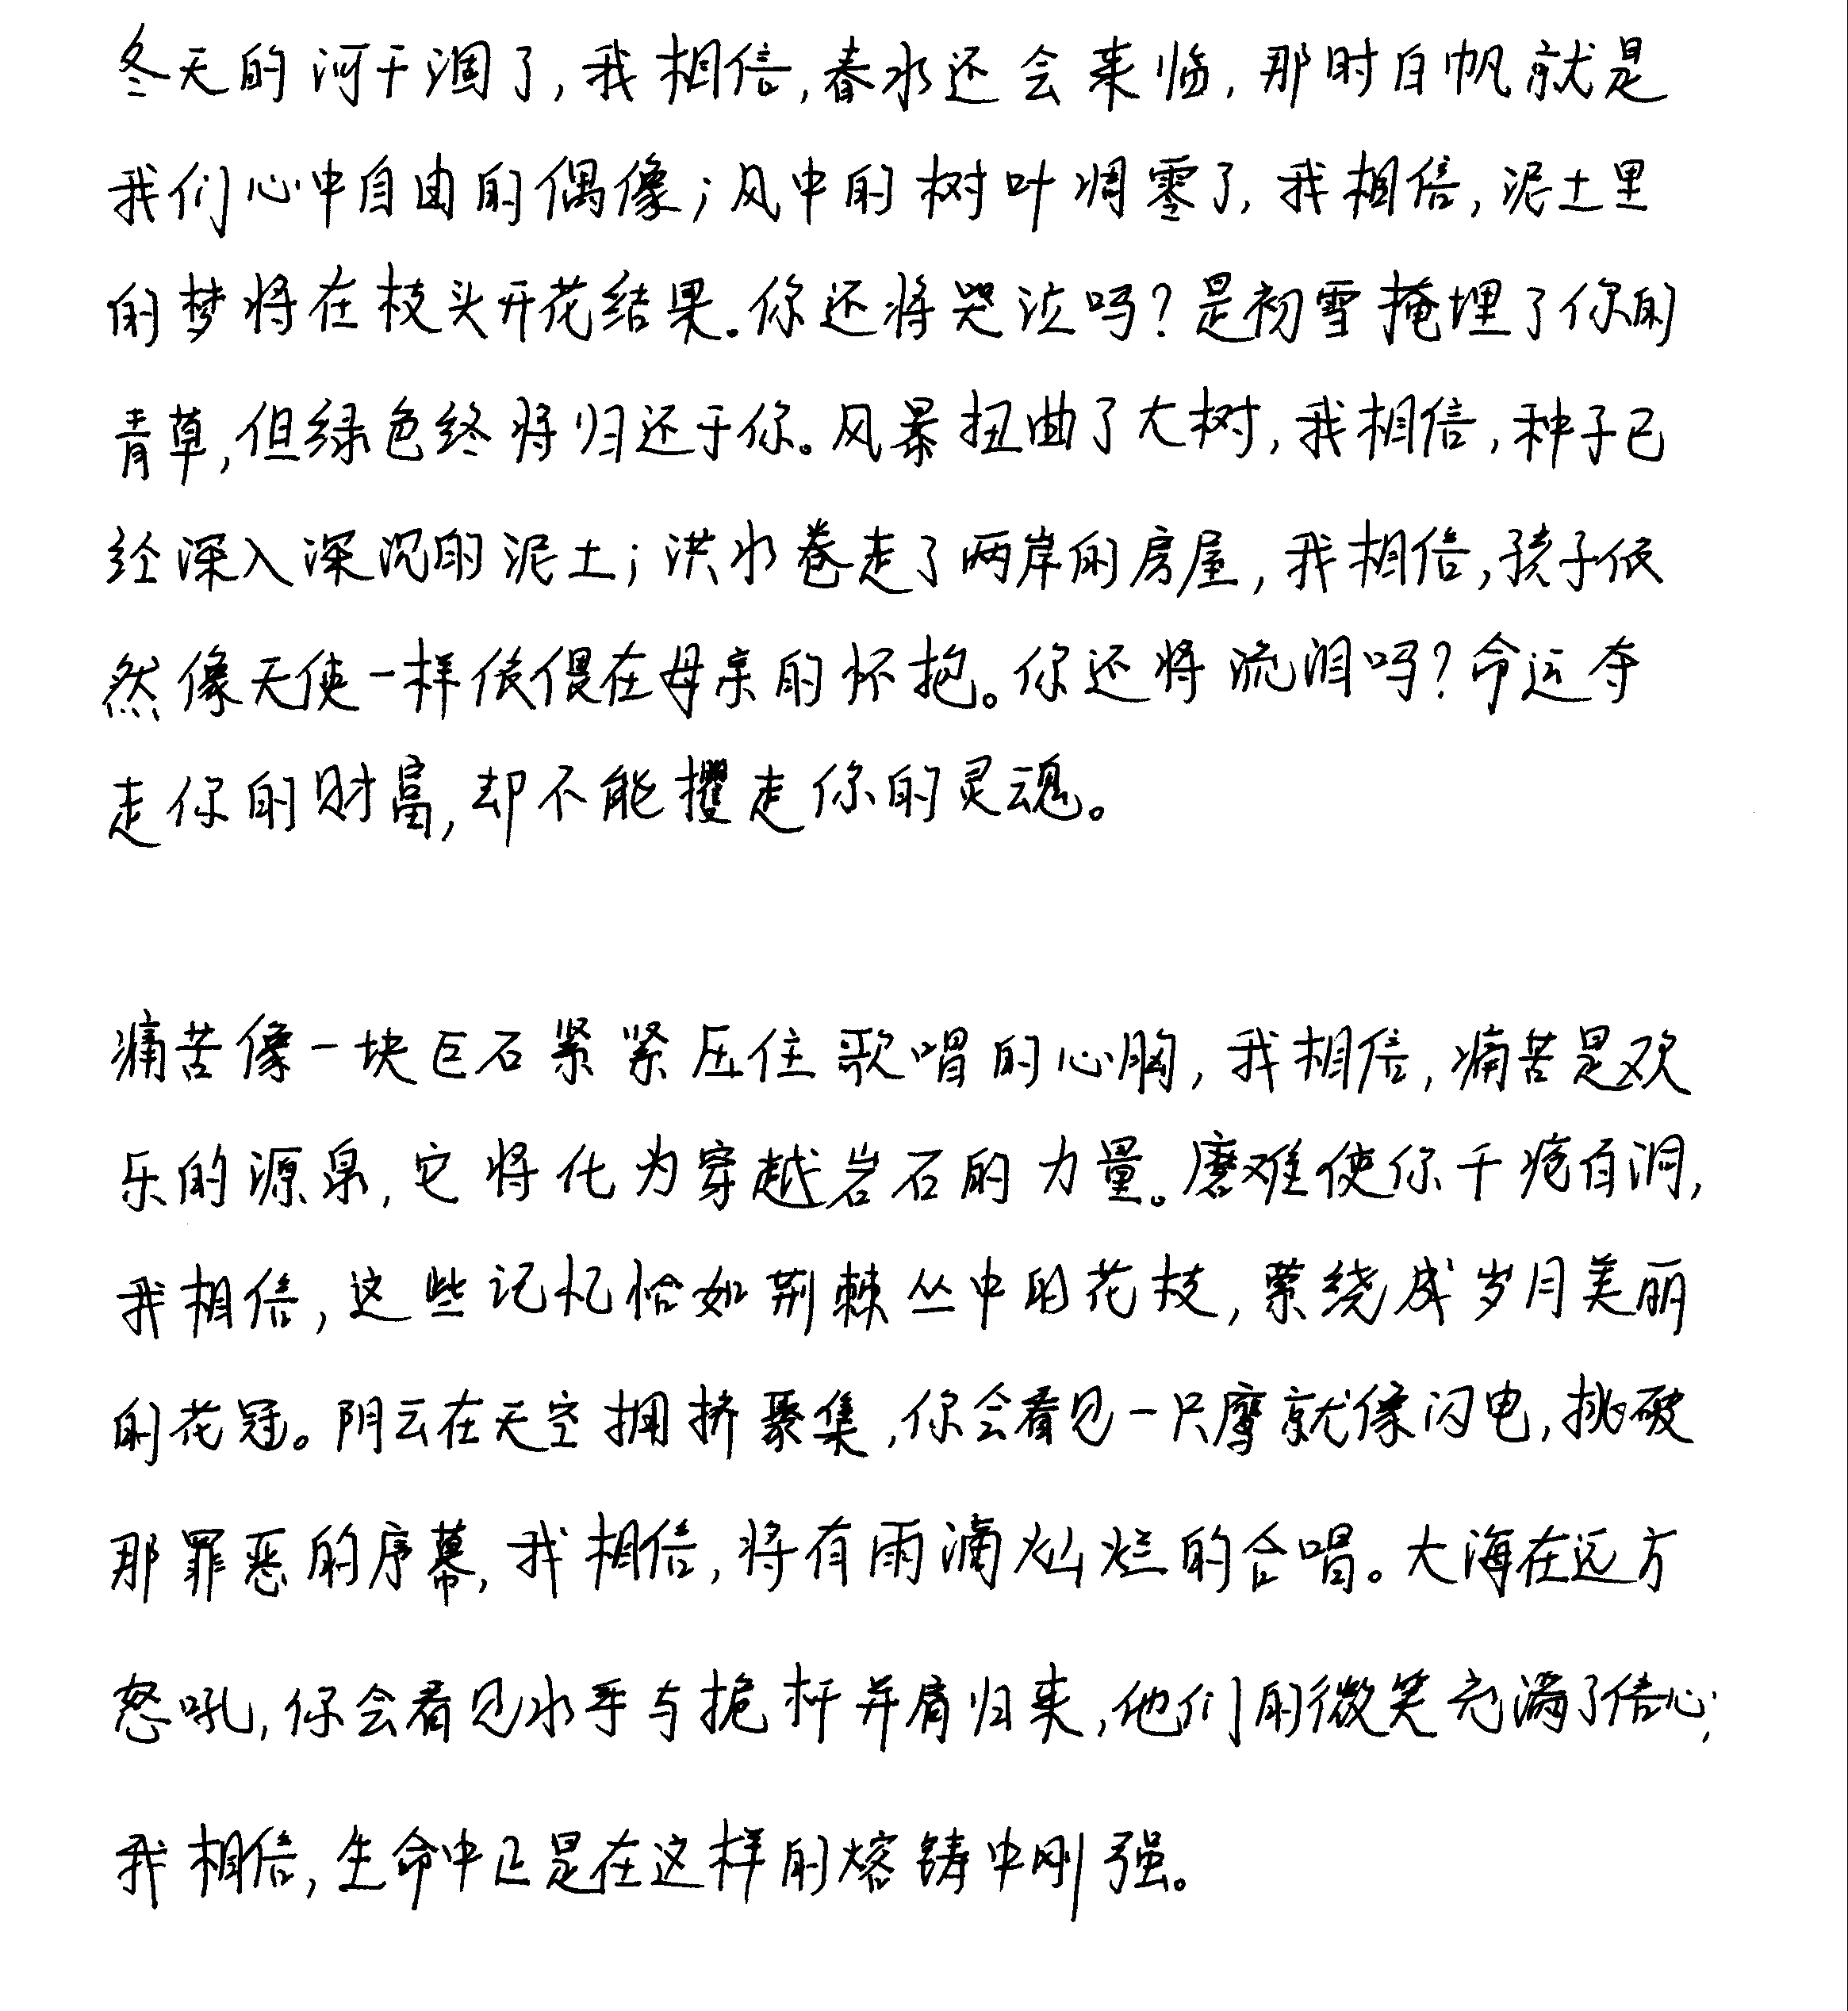 冬天的河干涸了,我相信,春水还会来临,那时白帆就是
我们心中自由的偶像;风中的树叶凋零了,我相信,泥土里
的梦将在枝头开花结果。你还将哭泣吗?是初雪掩埋了你的
青草,但绿色终将归还于你。风暴扭曲了大树,我相信,种子已
经深入深沉的泥土;洪水卷走了两岸的房屋,我相信,孩子依
然像天使一样依偎在母亲的怀抱。你还将流泪吗?命运夺
走你的财富,却不能攫走你的灵魂。
痛苦像一块巨石紧紧压住歌唱的心胸,我相信,痛苦是欢
乐的源泉,它将化为穿越岩石的力量。磨难使你千疮百洞,
我相信,这些记忆恰如荆棘丛中的花枝,萦绕成岁月美丽
的花冠。阴云在天空拥挤聚集,你会看见一只鹰就像闪电,挑破
那罪恶的序幕,我相信,将有雨滴灿烂的合唱。大海在远方
怒吼,你会看见水手与桅杆并肩归来,他们的微笑充满了信心;
我相信,生命中正是在这样的熔铸中刚强。